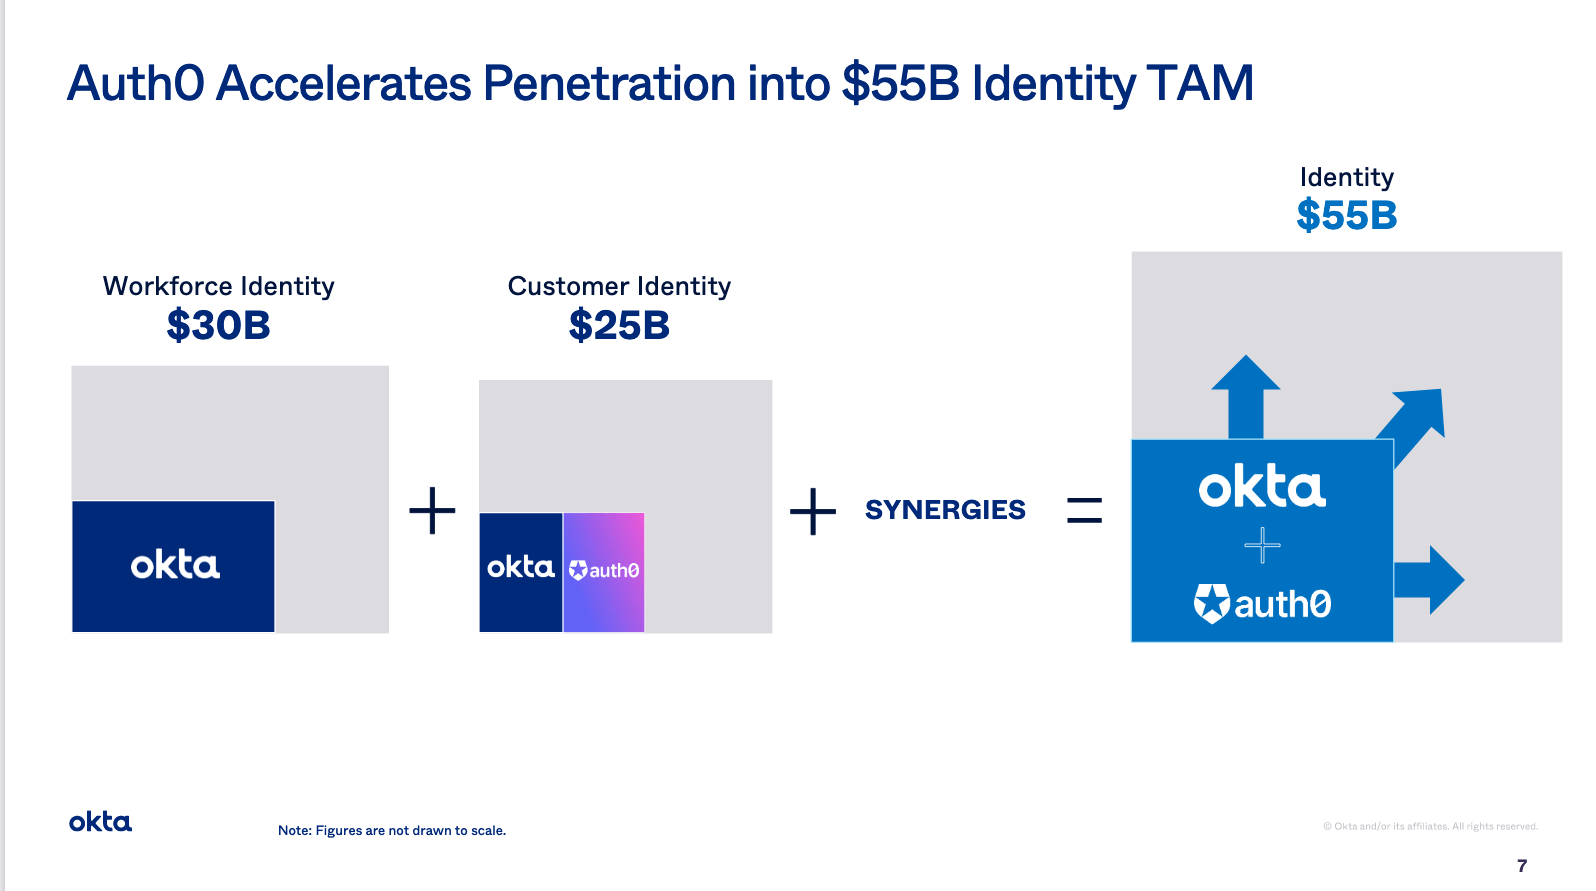 Auth0 Accelerates Penetration into $55B Identity TAM
Workforce Identity
$30B
okta
+
Customer Identity
$25B
okta
auth0
+
SYNERGIES
=
Identity
$55B
okta
+
auth0
okta
Note: Figures are not drawn to scale.
© Okta and/or its affiliates. All rights reserved.
7